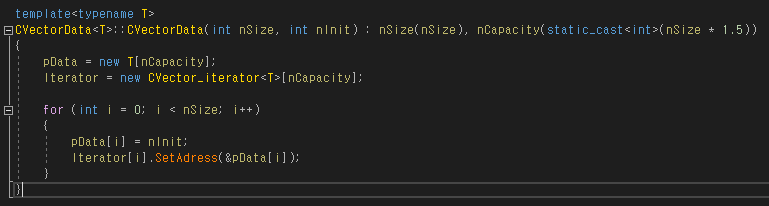 template<typename T>
CVectorData<T>::CVectorData(int nSize, int nInit) : nSize(nSize), nCapacity(static_cast<int>(nSize * 1.5))
{
pData = new T[nCapacity];
Iterator = new CVector_iterator<T>[nCapacity];
for (int i = 0; i < nSize; i++)
{
pData[i] = nInit;
Iterator[i].SetAdress(&pData[i]);
}
}